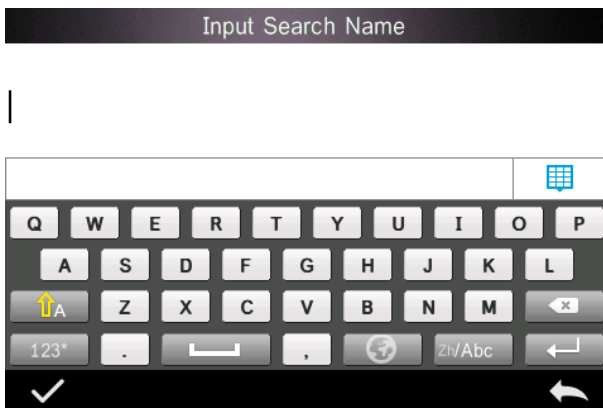 Input Search Name
Q W E R T Y U I O P
A S D F G H J K L
A Z X C V B N M
123* . , Zh/Abc